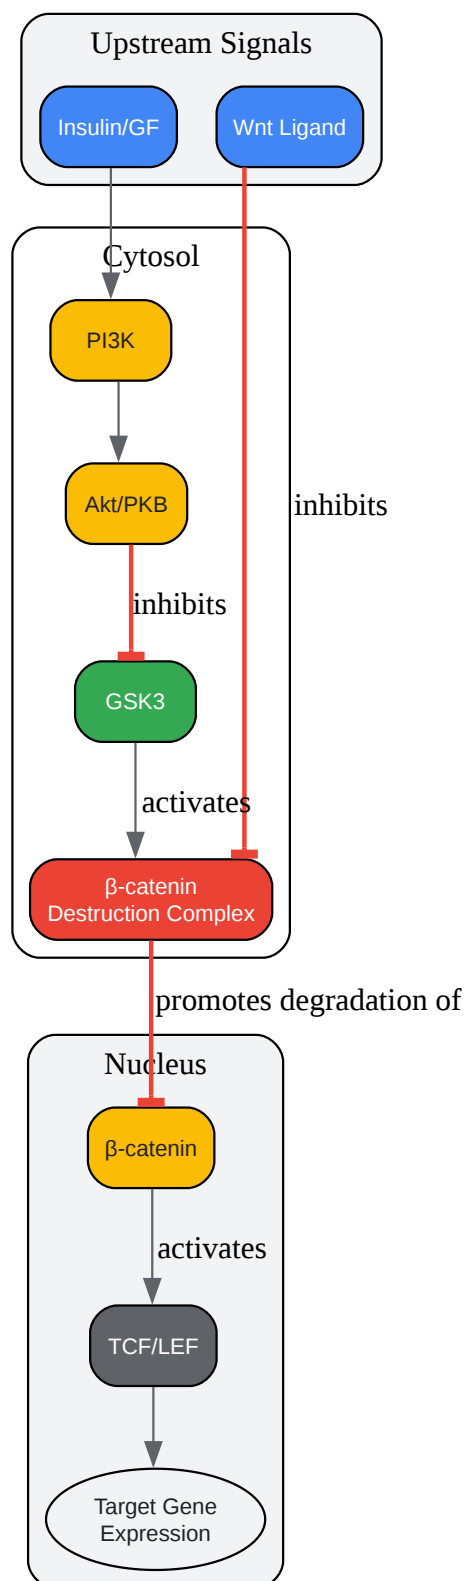 Upstream Signals
Insulin/GF
Wnt Ligand
Cytosol
PI3K
Akt/PKB
inhibits
inhibits
GSK3
activates
β-catenin
Destruction Complex
promotes degradation of
Nucleus
β-catenin
activates
TCF/LEF
Target Gene
Expression